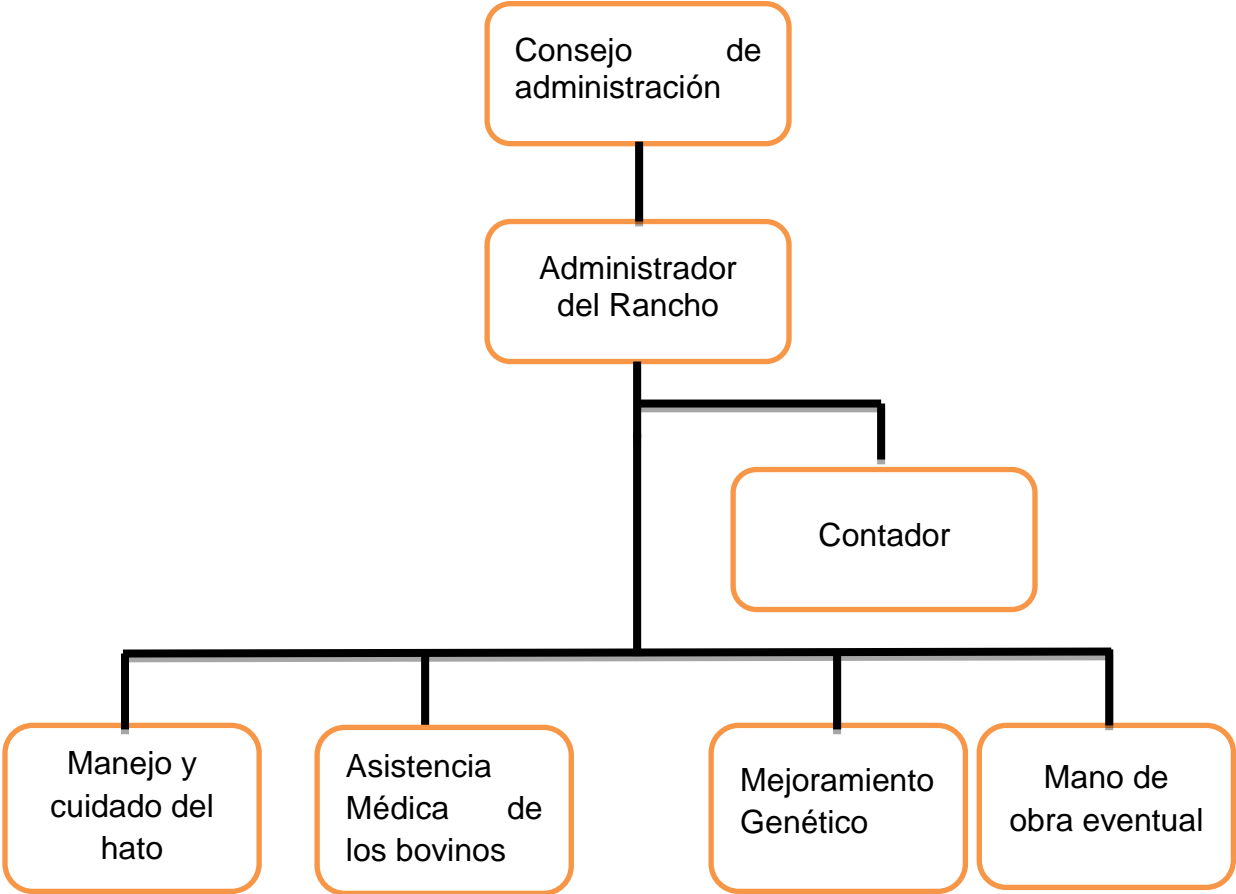 Consejo de
administración
Administrador
del Rancho
Contador
Manejo y
cuidado del
hato
Asistencia
Médica de
los bovinos
Mejoramiento
Genético
Mano de
obra eventual